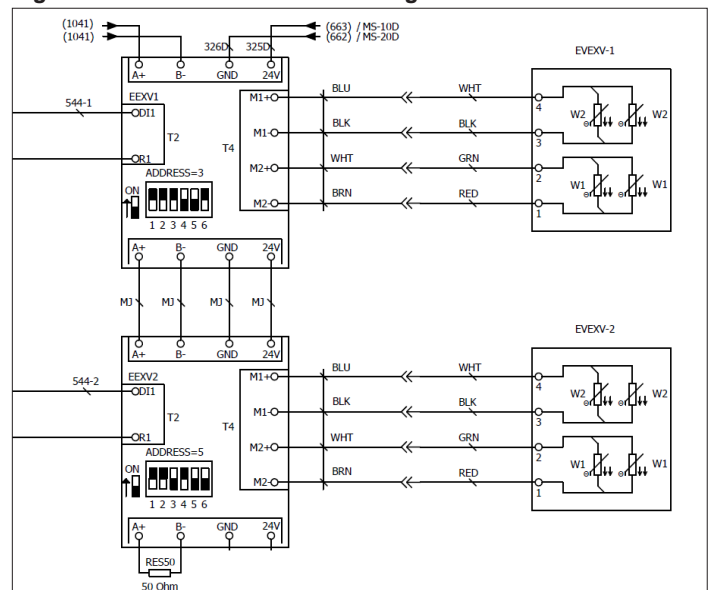 (1041)
(1041)
326D
325D
(663) / MS-10D
(662) / MS-20D
A+ B- GND 24V
EVEXV-1
EEXV1
544-1
DI1
T2
R1
T4
M1+
M1-
M2+
M2-
BLU WHT
BLK BLK
WHT GRN
BRN RED
4
3
2
1
W2 W2
W1 W1
ADDRESS=3
ON
1 2 3 4 5 6
A+ B- GND 24V
MJ MJ MJ MJ
EVEXV-2
A+ B- GND 24V
EEXV2
544-2
DI1
T2
R1
T4
M1+
M1-
M2+
M2-
BLU WHT
BLK BLK
WHT GRN
BRN RED
4
3
2
1
W2 W2
W1 W1
ADDRESS=5
ON
1 2 3 4 5 6
A+ B- GND 24V
RES50
50 Ohm